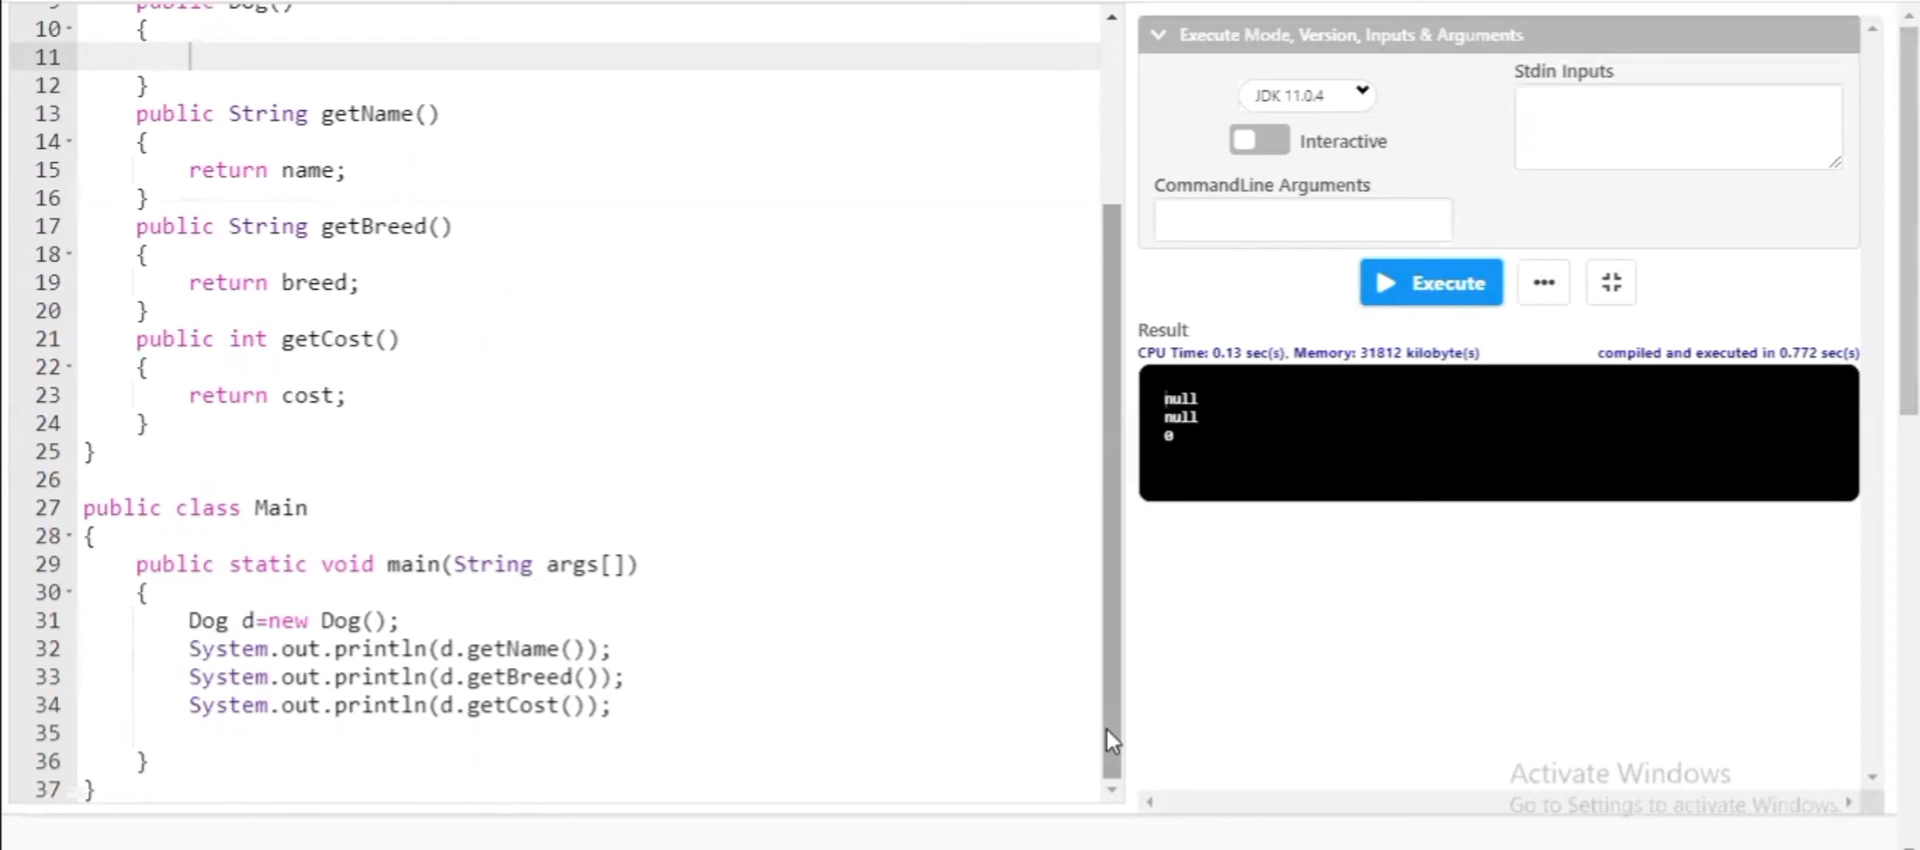 9 public Dog()
10 {
11
12 }
13 public String getName()
14 {
15 return name;
16 }
17 public String getBreed()
18 {
19 return breed;
20 }
21 public int getCost()
22 {
23 return cost;
24 }
25 }
26
27 public class Main
28 {
29 public static void main(String args[])
30 {
31 Dog d=new Dog();
32 System.out.println(d.getName());
33 System.out.println(d.getBreed());
34 System.out.println(d.getCost());
35
36 }
37 }
Execute Mode, Version, Inputs & Arguments
JDK 11.0.4
Stdin Inputs
Interactive
CommandLine Arguments
Execute
•••
Result
CPU Time: 0.13 sec(s), Memory: 31812 kilobyte(s)
compiled and executed in 0.772 sec(s)
null
null
0
Activate Windows
Go to Settings to activate Windows.